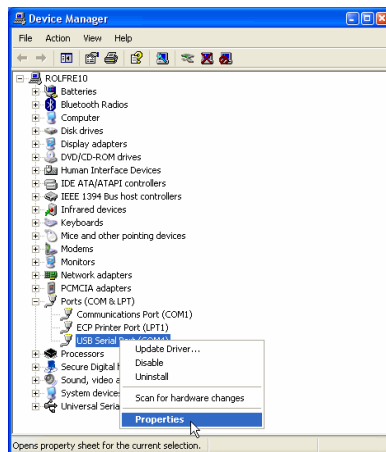 Device Manager
File Action View Help
ROLFRE10
Batteries
Bluetooth Radios
Computer
Disk drives
Display adapters
DVD/CD-ROM drives
Human Interface Devices
IDE ATA/ATAPI controllers
IEEE 1394 Bus host controllers
Infrared devices
Keyboards
Mice and other pointing devices
Modems
Monitors
Network adapters
PCMCIA adapters
Ports (COM & LPT)
Communications Port (COM1)
ECP Printer Port (LPT1)
USB Serial Port (COM4)
Processors
Secure Digital
Sound, video a
System device
Universal Seria
Update Driver...
Disable
Uninstall
Scan for hardware changes
Properties
Opens property sheet for the current selection.